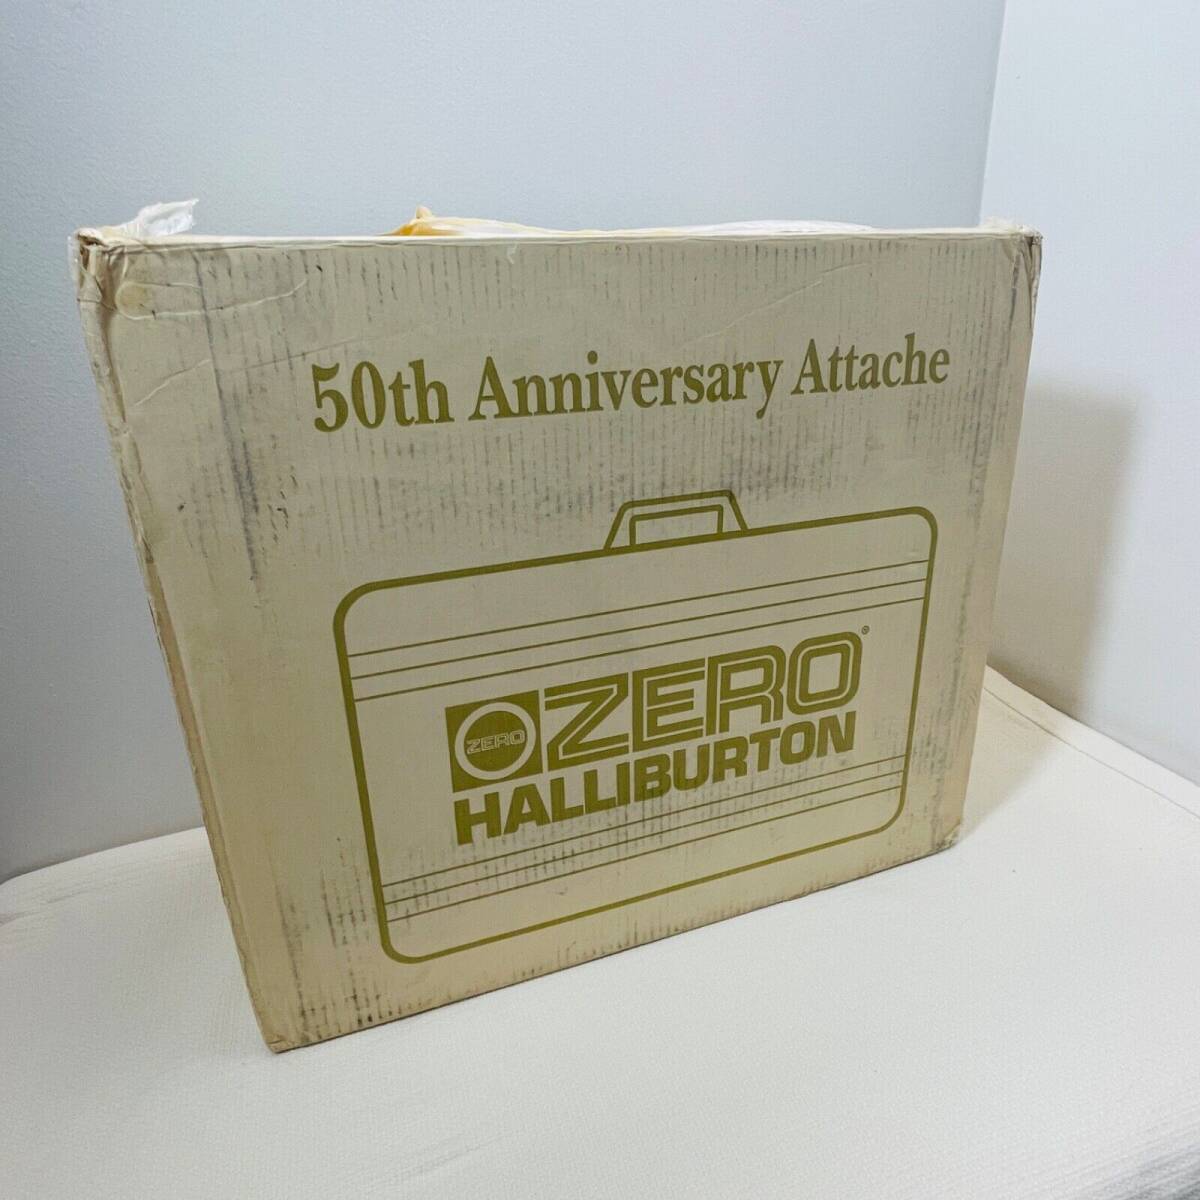 50th Anniversary Attache
ZERO ZERO®
HALLIBURTON